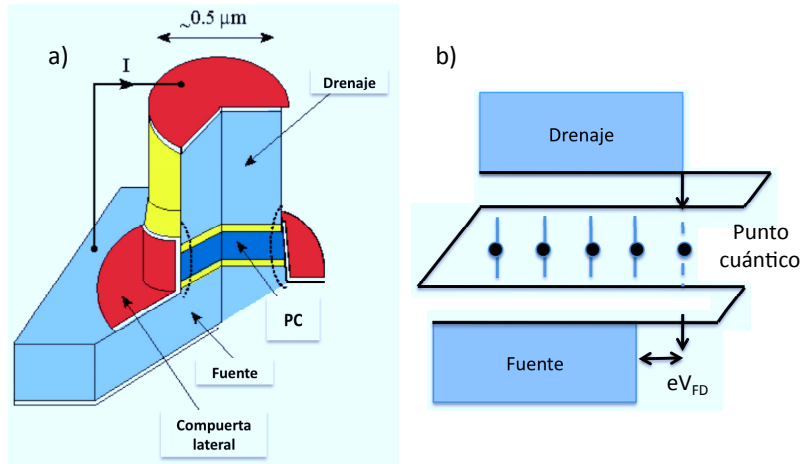 a)
~0.5 μm
I
Drenaje
PC
Fuente
Compuerta
lateral
b)
Drenaje
Punto
cuántico
Fuente
eVFD